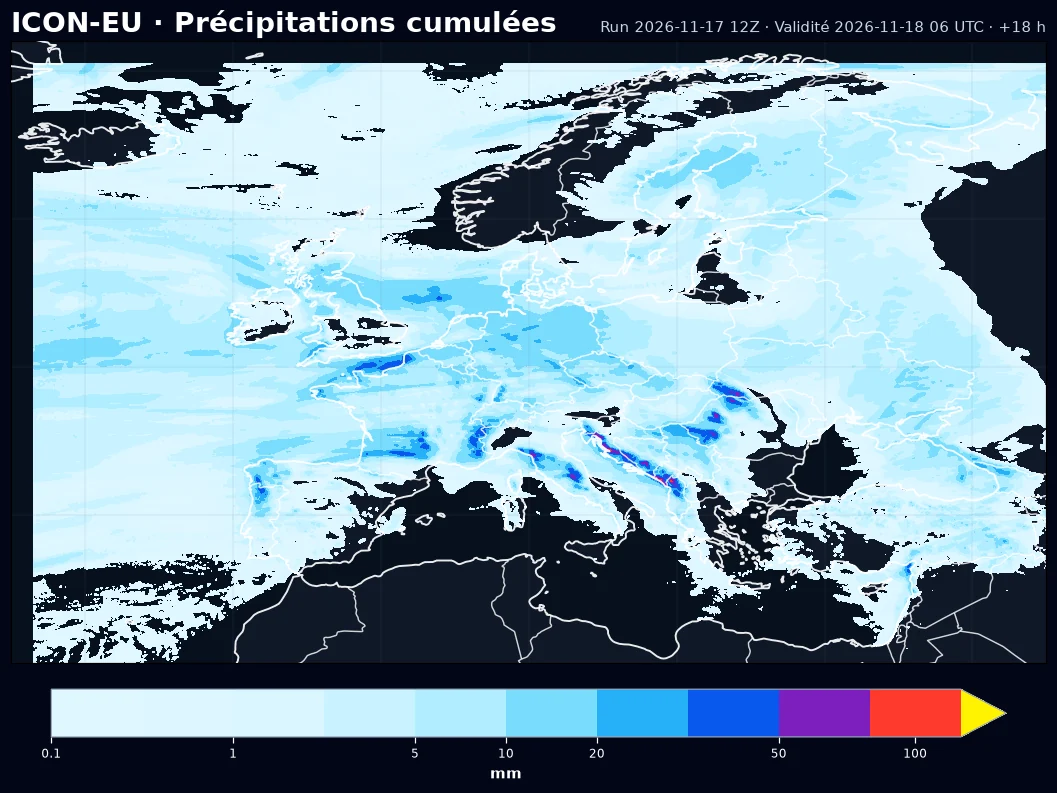 ICON-EU · Précipitations cumulées
Run 2026-11-17 12Z · Validité 2026-11-18 06 UTC · +18 h
0.1 1 5 10 20 50 100
mm